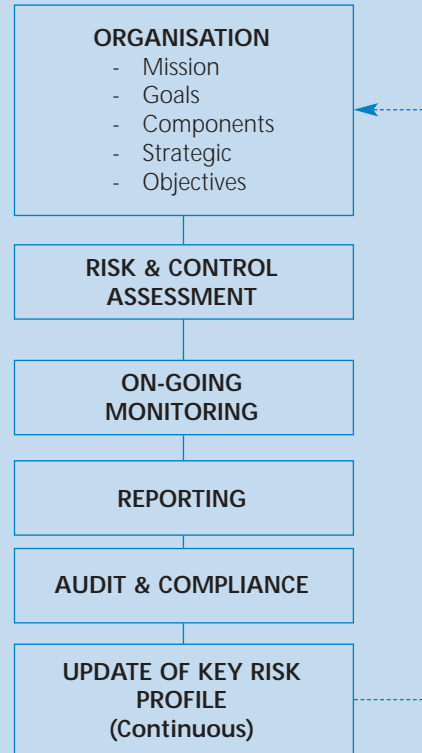 ORGANISATION
- Mission
- Goals
- Components
- Strategic
- Objectives
RISK & CONTROL
ASSESSMENT
ON-GOING
MONITORING
REPORTING
AUDIT & COMPLIANCE
UPDATE OF KEY RISK
PROFILE
(Continuous)